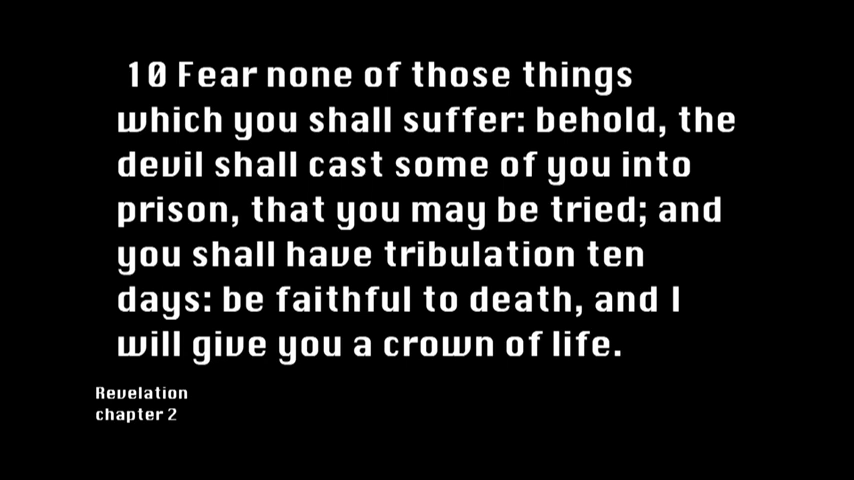 10 Fear none of those things
which you shall suffer: behold, the
devil shall cast some of you into
prison, that you may be tried; and
you shall have tribulation ten
days: be faithful to death, and I
will give you a crown of life.
Revelation
chapter 2